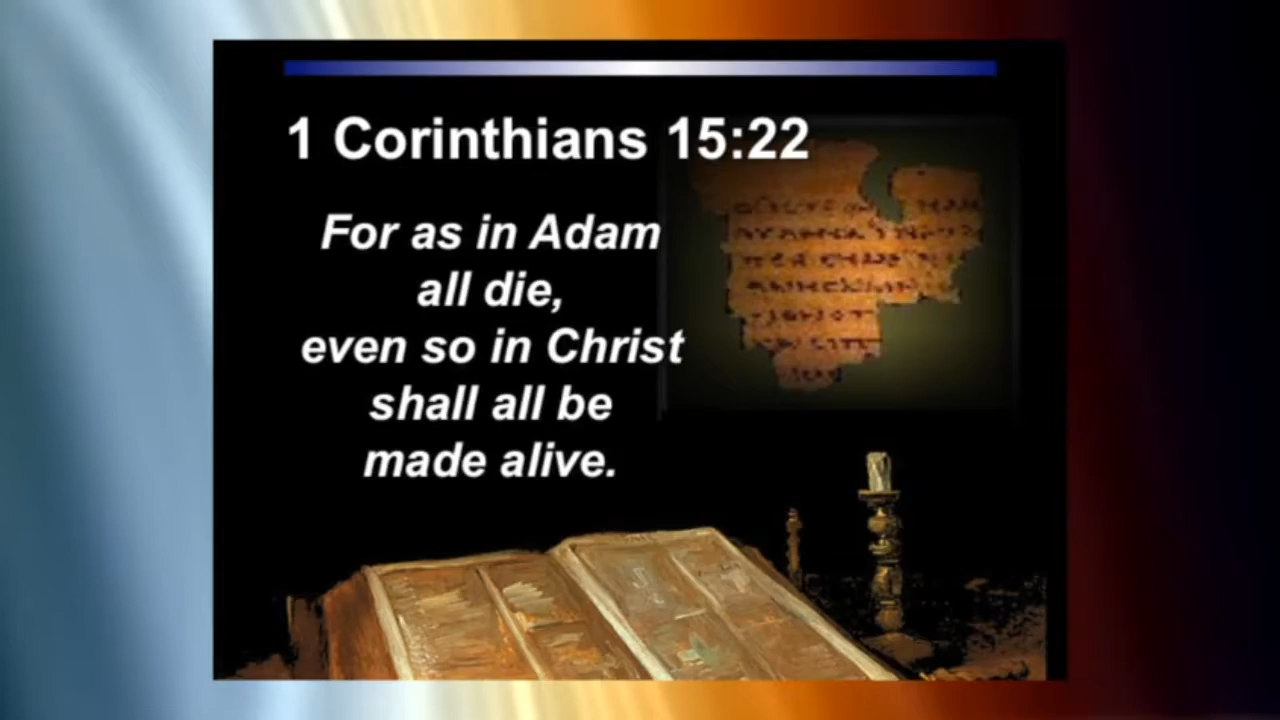 1 Corinthians 15:22
For as in Adam
all die,
even so in Christ
shall all be
made alive.